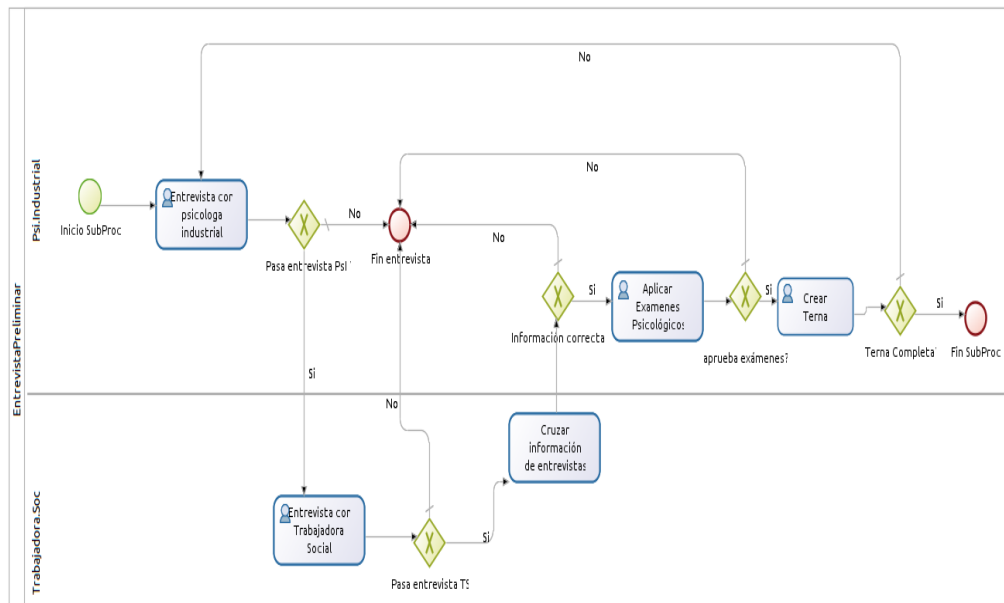 EntrevistaPreliminar
Psi.Industrial
No
No
Entrevista cor
psicologa
industrial
Inicio SubProc
No
Pasa entrevista PsI
Fin entrevista
No
Información correcta
Si
Aplicar
Examenes
Psicológicos
aprueba exámenes?
Si
Crear
Terna
Terna Completa
Si
Fin SubProc
Si
No
Trabajadora.Soc
Cruzar
información
de entrevistas
Entrevista cor
Trabajadora
Social
Pasa entrevista TS
Si